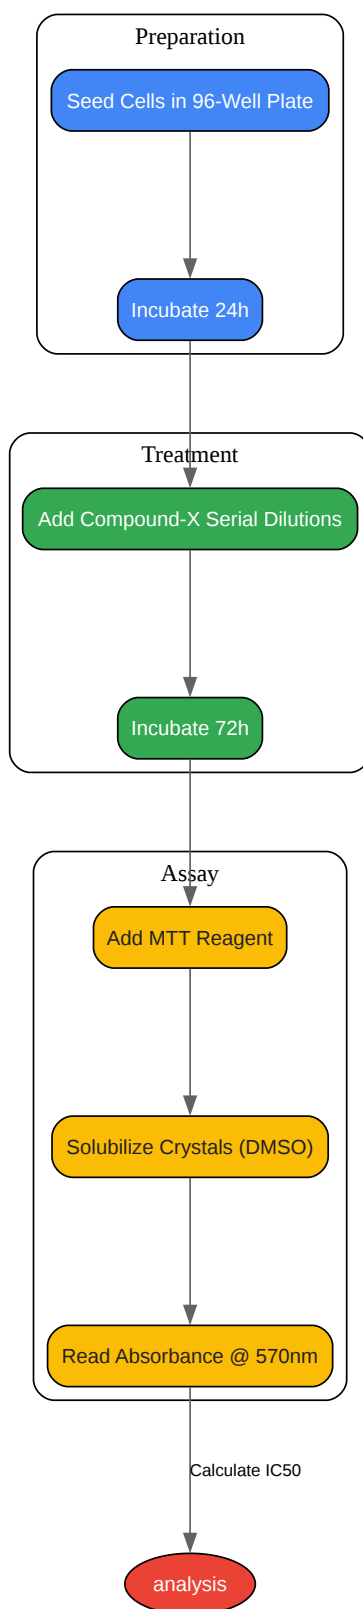 Preparation
Seed Cells in 96-Well Plate
Incubate 24h
Treatment
Add Compound-X Serial Dilutions
Incubate 72h
Assay
Add MTT Reagent
Solubilize Crystals (DMSO)
Read Absorbance @ 570nm
Calculate IC50
analysis